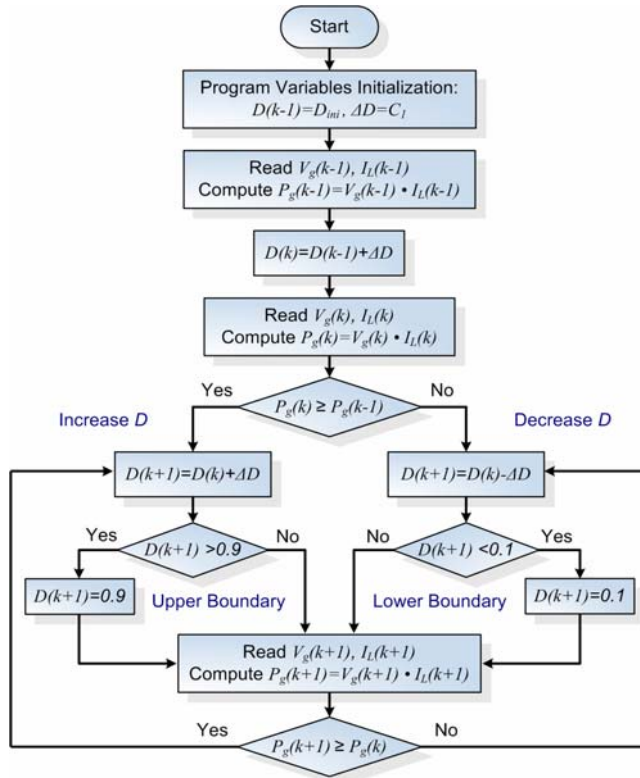 Start
Program Variables Initialization:
D(k-1)=D_ini, ΔD=C_1
Read V_g(k-1), I_L(k-1)
Compute P_g(k-1)=V_g(k-1) • I_L(k-1)
D(k)=D(k-1)+ΔD
Read V_g(k), I_L(k)
Compute P_g(k)=V_g(k) • I_L(k)
Yes
No
P_g(k) ≥ P_g(k-1)
Increase D
Decrease D
D(k+1)=D(k)+ΔD
D(k+1)=D(k)-ΔD
Yes
No
No
Yes
D(k+1) >0.9
D(k+1) <0.1
D(k+1)=0.9
Upper Boundary
Lower Boundary
D(k+1)=0.1
Read V_g(k+1), I_L(k+1)
Compute P_g(k+1)=V_g(k+1) • I_L(k+1)
Yes
No
P_g(k+1) ≥ P_g(k)